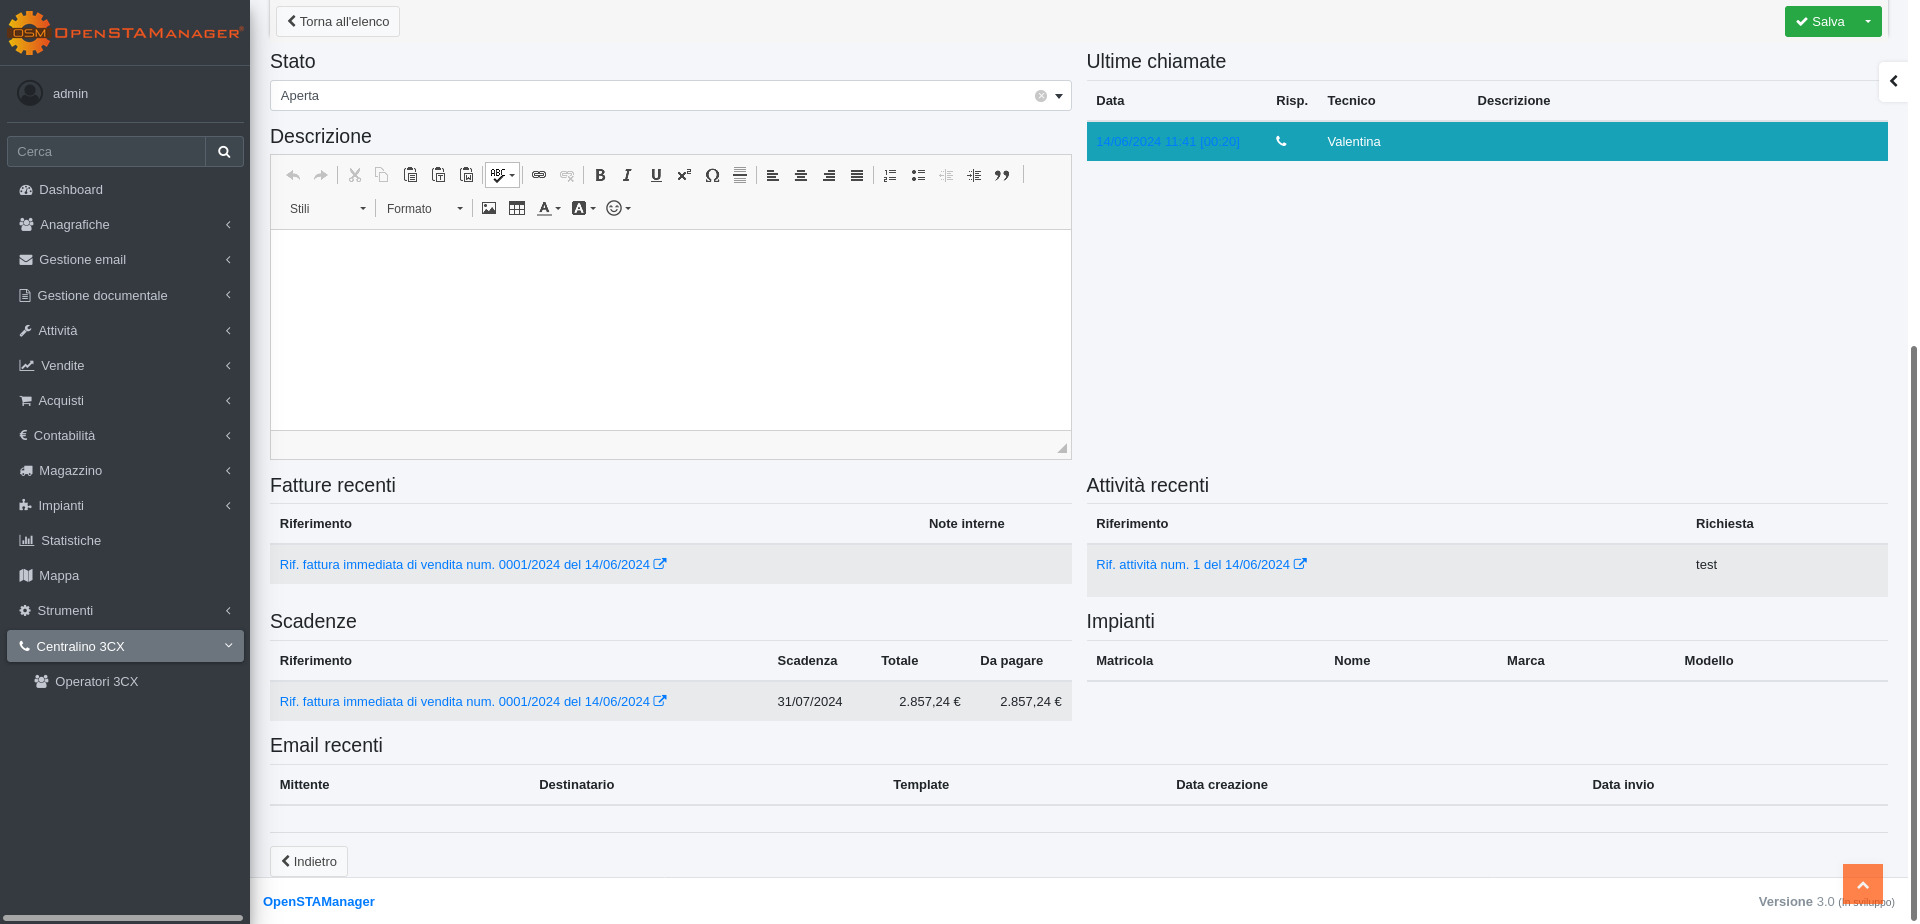 OSM OpenSTAManager
admin
Cerca
Dashboard
Anagrafiche
Gestione email
Gestione documentale
Attività
Vendite
Acquisti
Contabilità
Magazzino
Impianti
Statistiche
Mappa
Strumenti
Centralino 3CX
Operatori 3CX
Torna all'elenco
Salva
Stato
Aperta
Descrizione
ABC B I U x² Ω
Stili Formato A A
Ultime chiamate
Data Risp. Tecnico Descrizione
14/06/2024 11:41 [00:20] Valentina
Fatture recenti
Riferimento Note interne
Rif. fattura immediata di vendita num. 0001/2024 del 14/06/2024
Attività recenti
Riferimento Richiesta
Rif. attività num. 1 del 14/06/2024 test
Scadenze
Riferimento Scadenza Totale Da pagare
Rif. fattura immediata di vendita num. 0001/2024 del 14/06/2024 31/07/2024 2.857,24 € 2.857,24 €
Impianti
Matricola Nome Marca Modello
Email recenti
Mittente Destinatario Template Data creazione Data invio
Indietro
OpenSTAManager
Versione 3.0 (In sviluppo)